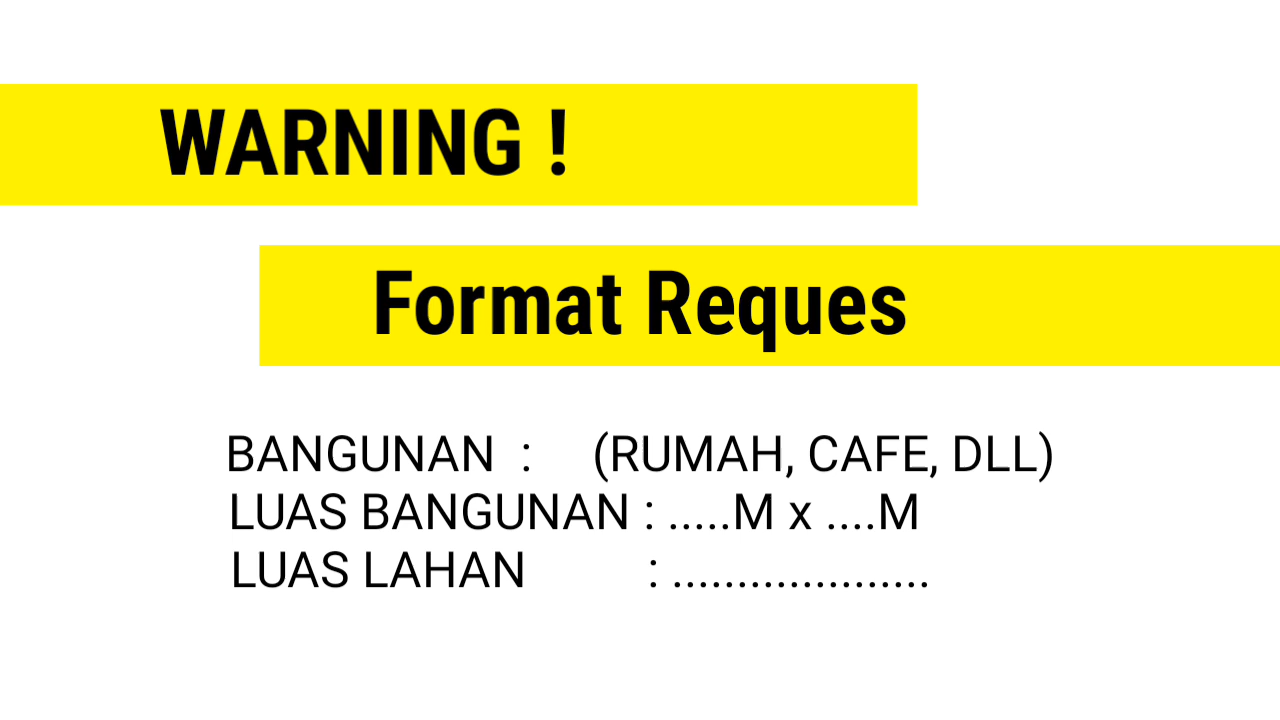 WARNING !
Format Reques
BANGUNAN : (RUMAH, CAFE, DLL)
LUAS BANGUNAN : .....M x ....M
LUAS LAHAN : ....................